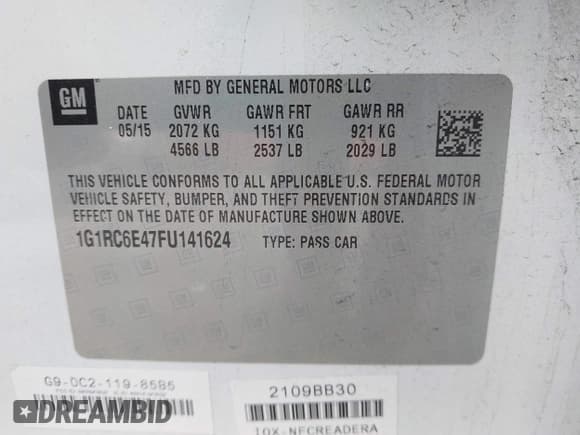 GM
MFD BY GENERAL MOTORS LLC
DATE GVWR GAWR FRT GAWR RR
05/15 2072 KG 1151 KG 921 KG
4566 LB 2537 LB 2029 LB
THIS VEHICLE CONFORMS TO ALL APPLICABLE U.S. FEDERAL MOTOR
VEHICLE SAFETY, BUMPER, AND THEFT PREVENTION STANDARDS IN
EFFECT ON THE DATE OF MANUFACTURE SHOWN ABOVE.
1G1RC6E47FU141624 TYPE: PASS CAR
G9-0C2-119-8585
2109BB30
10X-NFCREADERA
DREAMBID